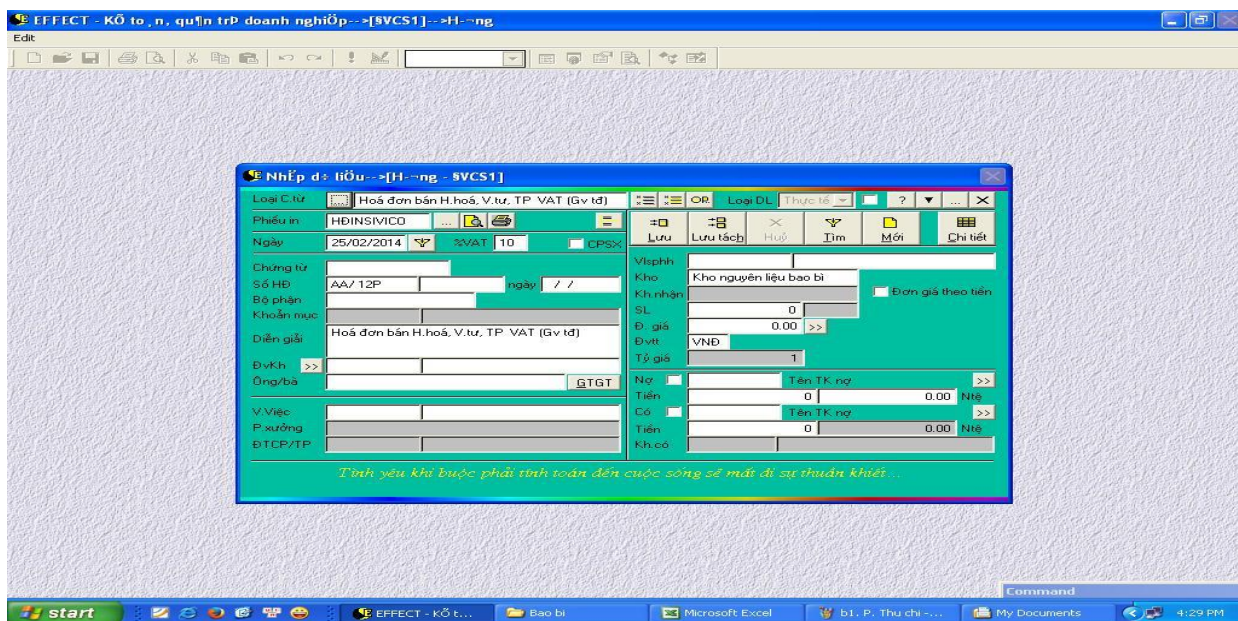 EFFECT - KÕ to¸n, qu¶n trÞ doanh nghiÖp-->[§VCS1]-->H-¬ng
Edit
NhËp d÷ liÖu-->[H-¬ng - §VCS1]
Loại C.từ ... Hoá đơn bán H.hoá, V.tư, TP VAT (Gv tđ) OR Loại DL Thực tế ? ▼ ... ×
Phiếu in HĐINSIVICO ... =
Lưu Lưu tách Huỷ Tìm Mới Chi tiết
Ngày 25/02/2014 %VAT 10 CPSX
Chứng từ
Số HĐ AA/12P ngày / /
Bộ phận
Khoản mục
Diễn giải Hoá đơn bán H.hoá, V.tư, TP VAT (Gv tđ)
ĐvKh >>
Ông/bà GTGT
V.Việc
P.xưởng
ĐTCP/TP
Vlsphh
Kho Kho nguyên liệu bao bì
Kh.nhận Đơn giá theo tiền
SL 0
Đ. giá 0.00 >>
Đvtt VNĐ
Tỷ giá 1
Nợ Tên TK nợ >>
Tiền 0 0.00 Ntệ
Có Tên TK nợ >>
Tiền 0 0.00 Ntệ
Kh.có
Tình yêu khi buộc phải tính toán đến cuộc sống sẽ mất đi sự thuần khiết...
Command
start EFFECT - KÕ t... Bao bi Microsoft Excel b1. P. Thu chi -... My Documents 4:29 PM